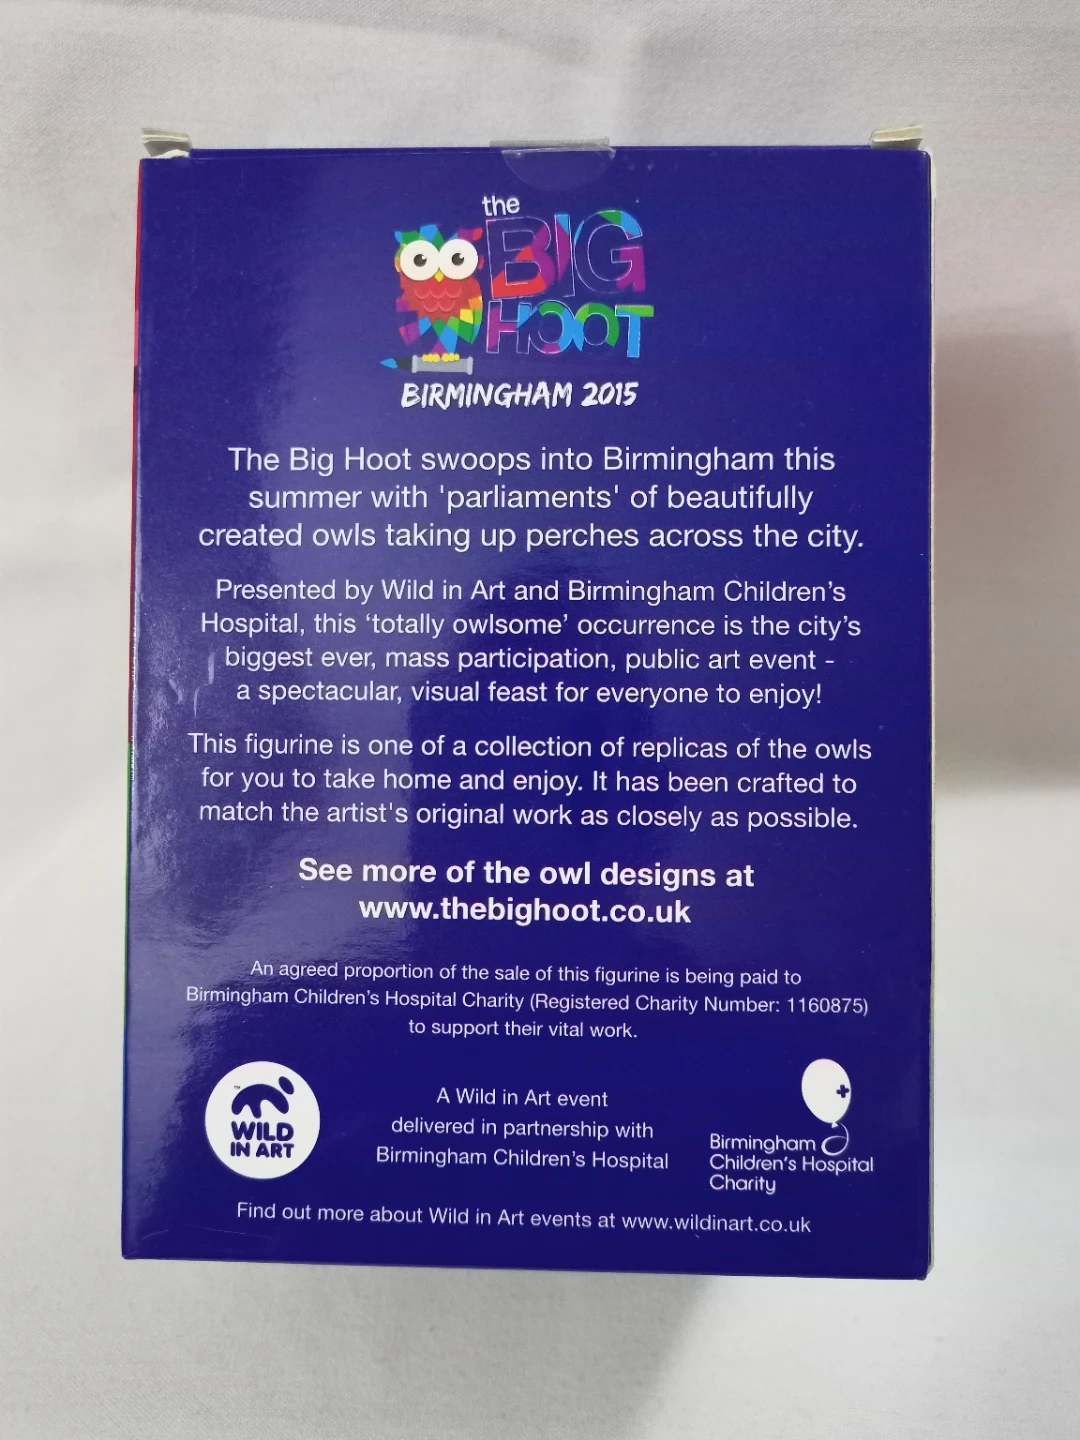 the
BIG
HOOT
BIRMINGHAM 2015
The Big Hoot swoops into Birmingham this
summer with 'parliaments' of beautifully
created owls taking up perches across the city.
Presented by Wild in Art and Birmingham Children’s
Hospital, this ‘totally owlsome’ occurrence is the city’s
biggest ever, mass participation, public art event -
a spectacular, visual feast for everyone to enjoy!
This figurine is one of a collection of replicas of the owls
for you to take home and enjoy. It has been crafted to
match the artist's original work as closely as possible.
See more of the owl designs at
www.thebighoot.co.uk
An agreed proportion of the sale of this figurine is being paid to
Birmingham Children’s Hospital Charity (Registered Charity Number: 1160875)
to support their vital work.
TM
WILD
IN ART
A Wild in Art event
delivered in partnership with
Birmingham Children’s Hospital
Birmingham
Children's Hospital
Charity
Find out more about Wild in Art events at www.wildinart.co.uk